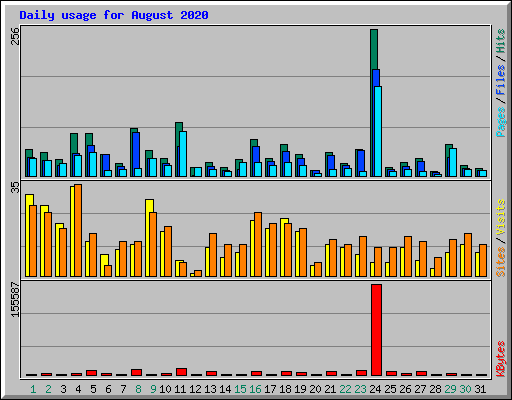 Daily usage for August 2020
256
Pages / Files / Hits
35
Sites / Visits
155587
KBytes
1 2 3 4 5 6 7 8 9 10 11 12 13 14 15 16 17 18 19 20 21 22 23 24 25 26 27 28 29 30 31